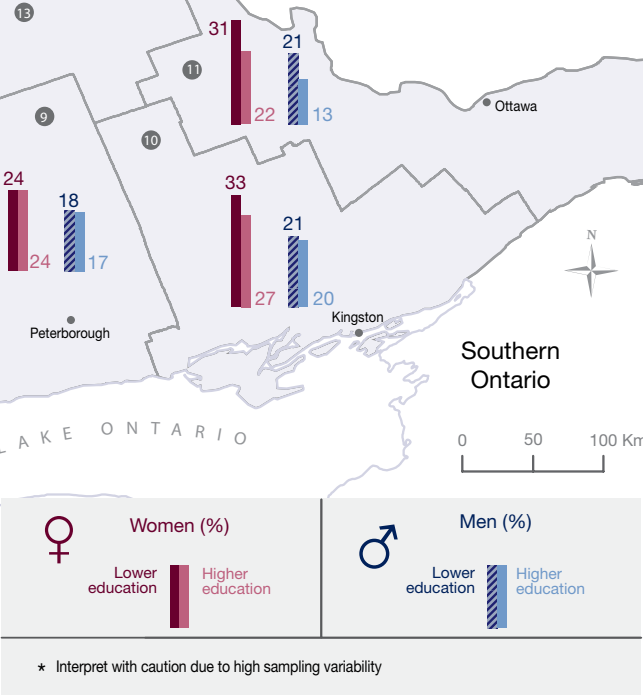 13
31
21
11
22
13
Ottawa
9
10
24
18
24
17
33
21
27
20
N
Peterborough
Kingston
Southern
Ontario
LAKE ONTARIO
0 50 100 Km
Women (%)
Lower
education
Higher
education
Men (%)
Lower
education
Higher
education
* Interpret with caution due to high sampling variability